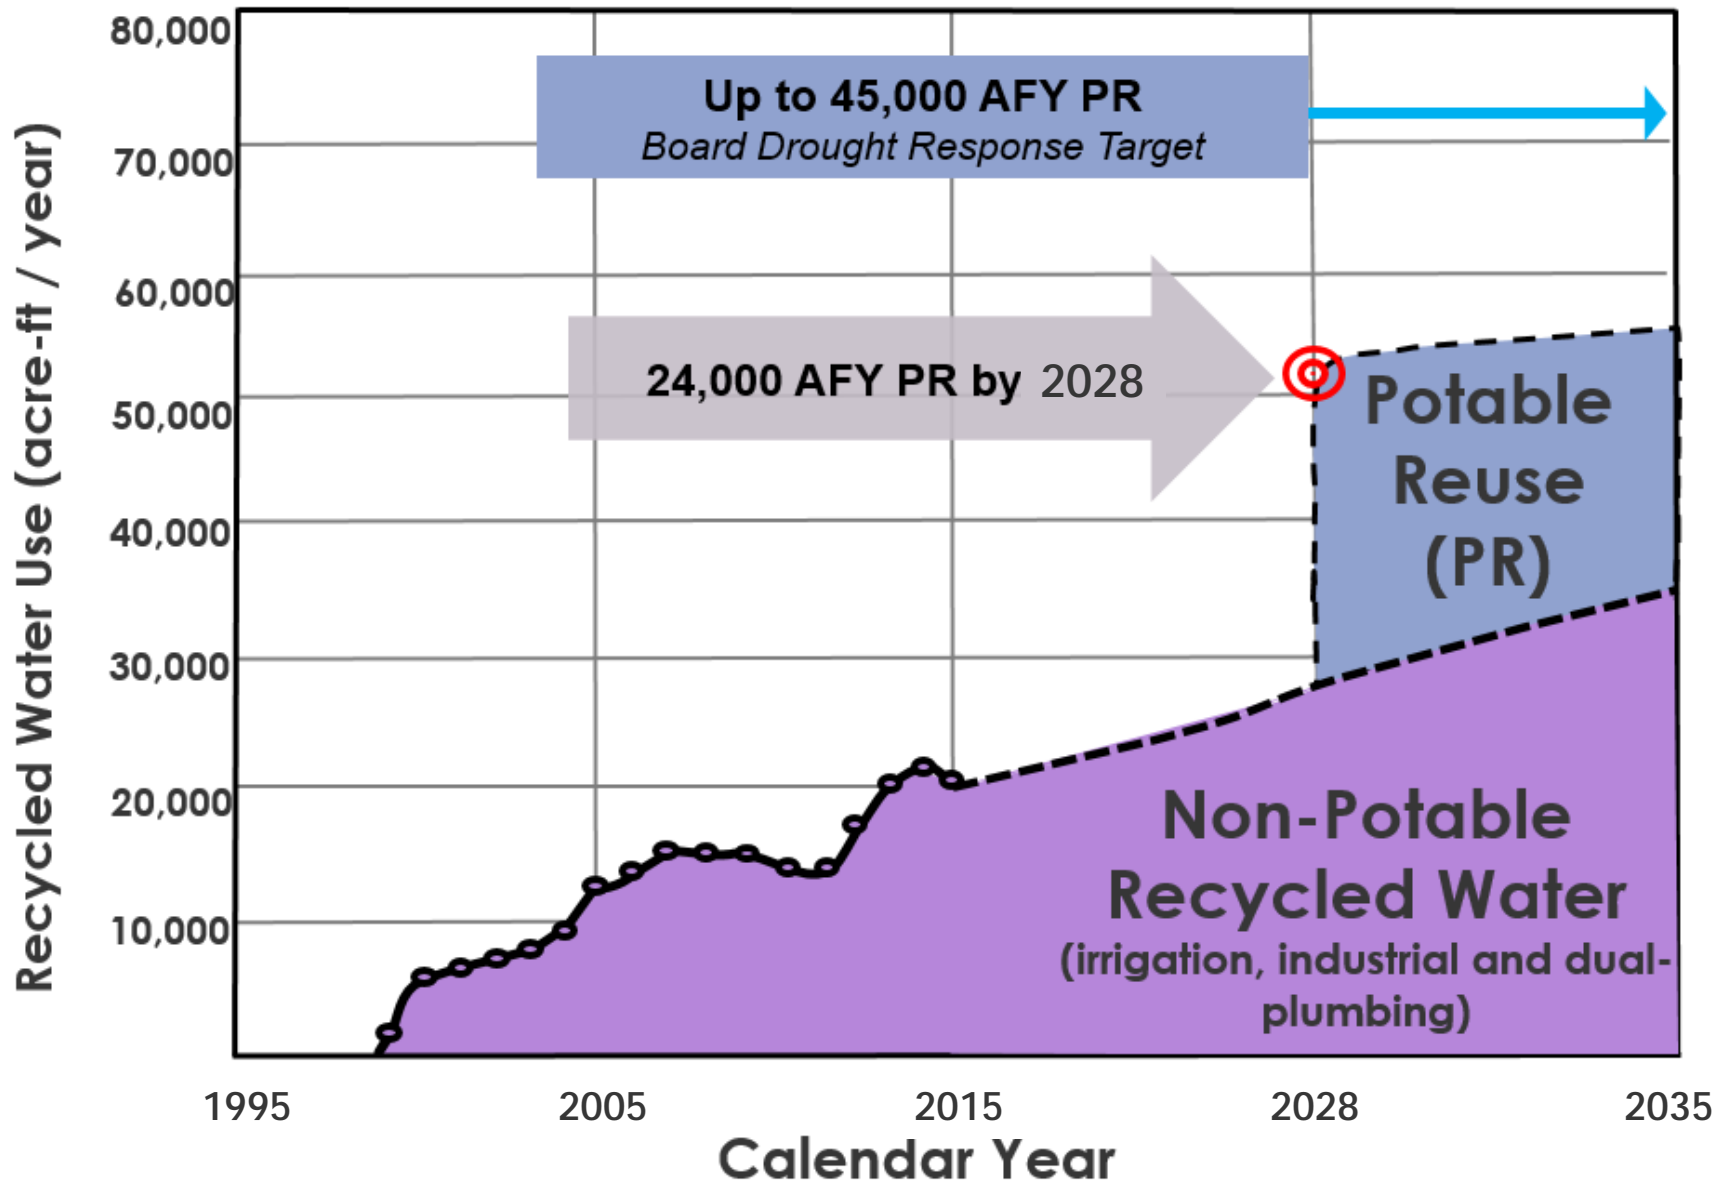 80,000
70,000
60,000
50,000
40,000
30,000
20,000
10,000
Recycled Water Use (acre-ft / year)
Up to 45,000 AFY PR
Board Drought Response Target
24,000 AFY PR by 2028
Potable
Reuse
(PR)
Non-Potable
Recycled Water
(irrigation, industrial and dual-
plumbing)
1995 2005 2015 2028 2035
Calendar Year